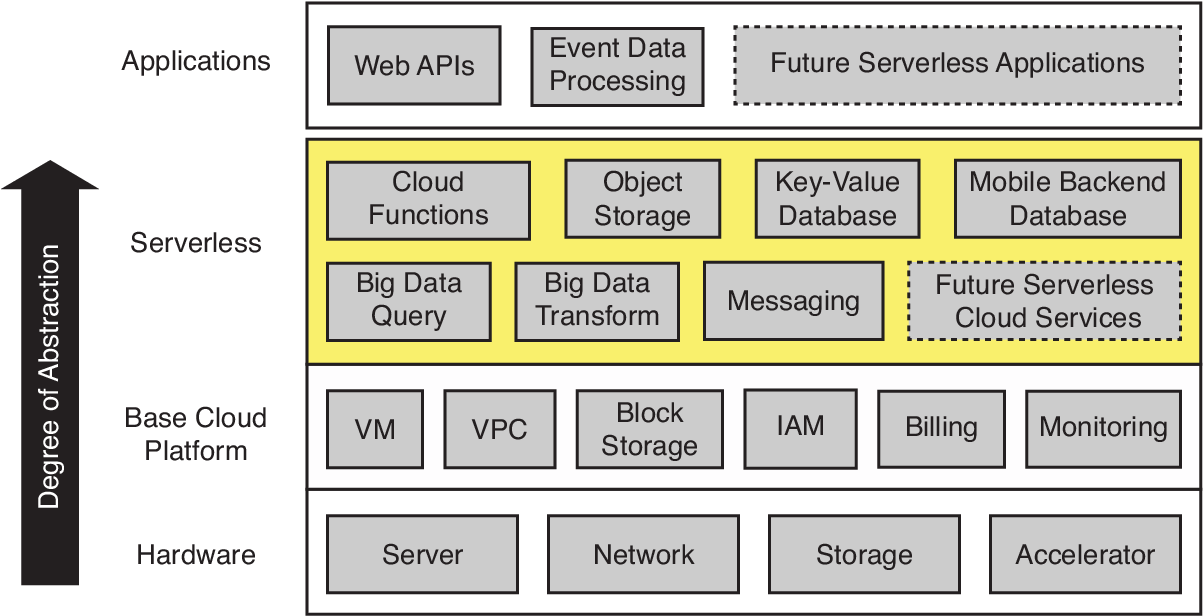 Applications
Web APIs
Event Data
Processing
Future Serverless Applications
Degree of Abstraction
Serverless
Cloud
Functions
Object
Storage
Key-Value
Database
Mobile Backend
Database
Big Data
Query
Big Data
Transform
Messaging
Future Serverless
Cloud Services
Base Cloud
Platform
VM
VPC
Block
Storage
IAM
Billing
Monitoring
Hardware
Server
Network
Storage
Accelerator